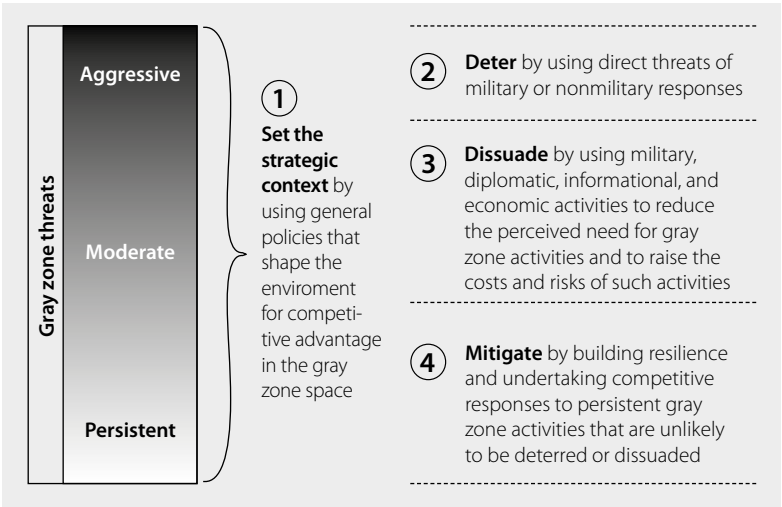 Gray zone threats
Aggressive
Moderate
Persistent
1
Set the
strategic
context by
using general
policies that
shape the
enviroment
for competi-
tive advantage
in the gray
zone space
2
Deter by using direct threats of
military or nonmilitary responses
3
Dissuade by using military,
diplomatic, informational, and
economic activities to reduce
the perceived need for gray
zone activities and to raise the
costs and risks of such activities
4
Mitigate by building resilience
and undertaking competitive
responses to persistent gray
zone activities that are unlikely
to be deterred or dissuaded